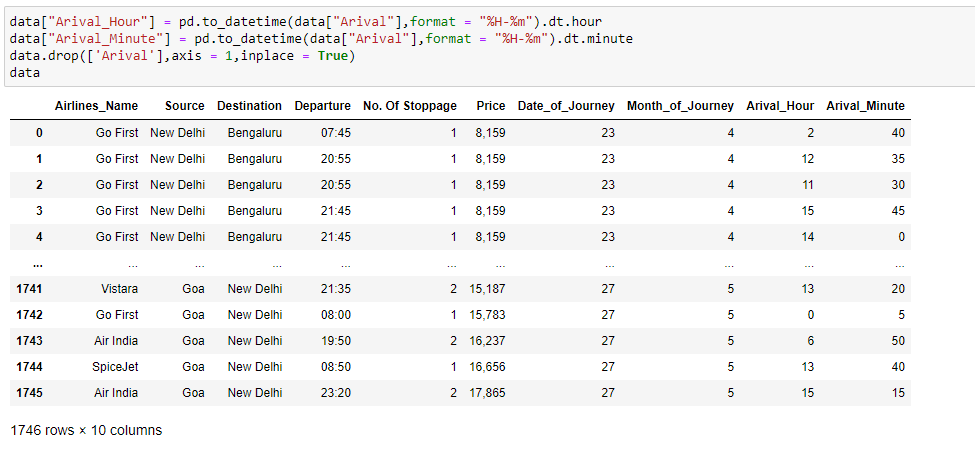 data["Arival_Hour"] = pd.to_datetime(data["Arival"],format = "%H-%m").dt.hour
data["Arival_Minute"] = pd.to_datetime(data["Arival"],format = "%H-%m").dt.minute
data.drop(['Arival'],axis = 1,inplace = True)
data
Airlines_Name Source Destination Departure No. Of Stoppage Price Date_of_Journey Month_of_Journey Arival_Hour Arival_Minute
0 Go First New Delhi Bengaluru 07:45 1 8,159 23 4 2 40
1 Go First New Delhi Bengaluru 20:55 1 8,159 23 4 12 35
2 Go First New Delhi Bengaluru 20:55 1 8,159 23 4 11 30
3 Go First New Delhi Bengaluru 21:45 1 8,159 23 4 15 45
4 Go First New Delhi Bengaluru 21:45 1 8,159 23 4 14 0
... ... ... ... ... ... ... ... ... ... ...
1741 Vistara Goa New Delhi 21:35 2 15,187 27 5 13 20
1742 Go First Goa New Delhi 08:00 1 15,783 27 5 0 5
1743 Air India Goa New Delhi 19:50 2 16,237 27 5 6 50
1744 SpiceJet Goa New Delhi 08:50 1 16,656 27 5 13 40
1745 Air India Goa New Delhi 23:20 2 17,865 27 5 15 15
1746 rows × 10 columns